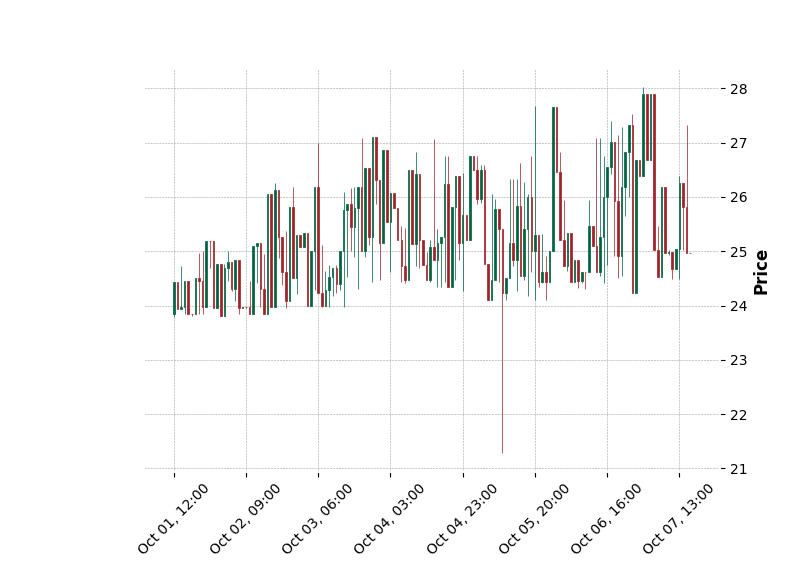 28
27
26
25
24
23
22
21
Price
Oct 01, 12:00
Oct 02, 09:00
Oct 03, 06:00
Oct 04, 03:00
Oct 04, 23:00
Oct 05, 20:00
Oct 06, 16:00
Oct 07, 13:00